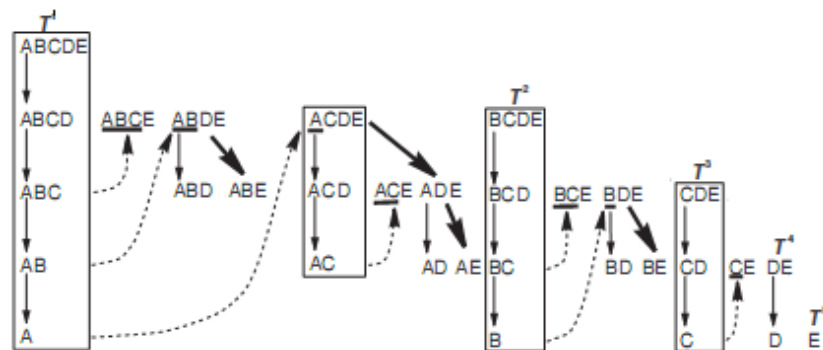 T¹
ABCDE
T²
ABCD ABCE ABDE ACDE BCDE
T³
ABC ABD ABE ACD ACE ADE BCD BCE BDE CDE
T⁴
AB AC AD AE BC BD BE CD CE DE
T
A B C D E